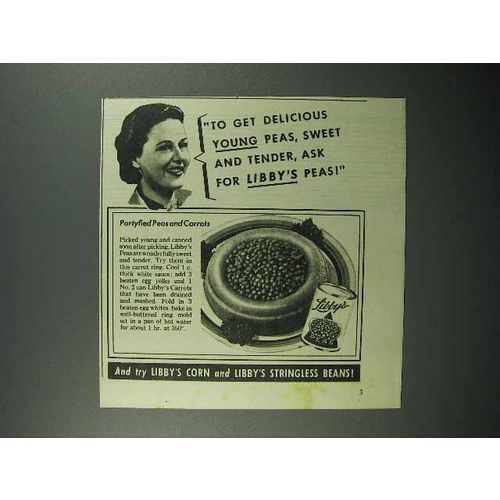 "TO GET DELICIOUS
YOUNG PEAS, SWEET
AND TENDER, ASK
FOR LIBBY'S PEAS!"
Partyfied Peas and Carrots
Picked young and canned
soon after picking, Libby's
Peas are wonderfully sweet
and tender. Try them in
this carrot ring. Cool 1 c.
thick white sauce; add 3
beaten egg yolks and 1
No. 2 can Libby's Carrots
that have been drained
and mashed. Fold in 3
beaten egg whites, bake in
well-buttered ring mold
set in a pan of hot water
for about 1 hr. at 350°.
Libby's
PEAS
And try LIBBY'S CORN and LIBBY'S STRINGLESS BEANS!
3